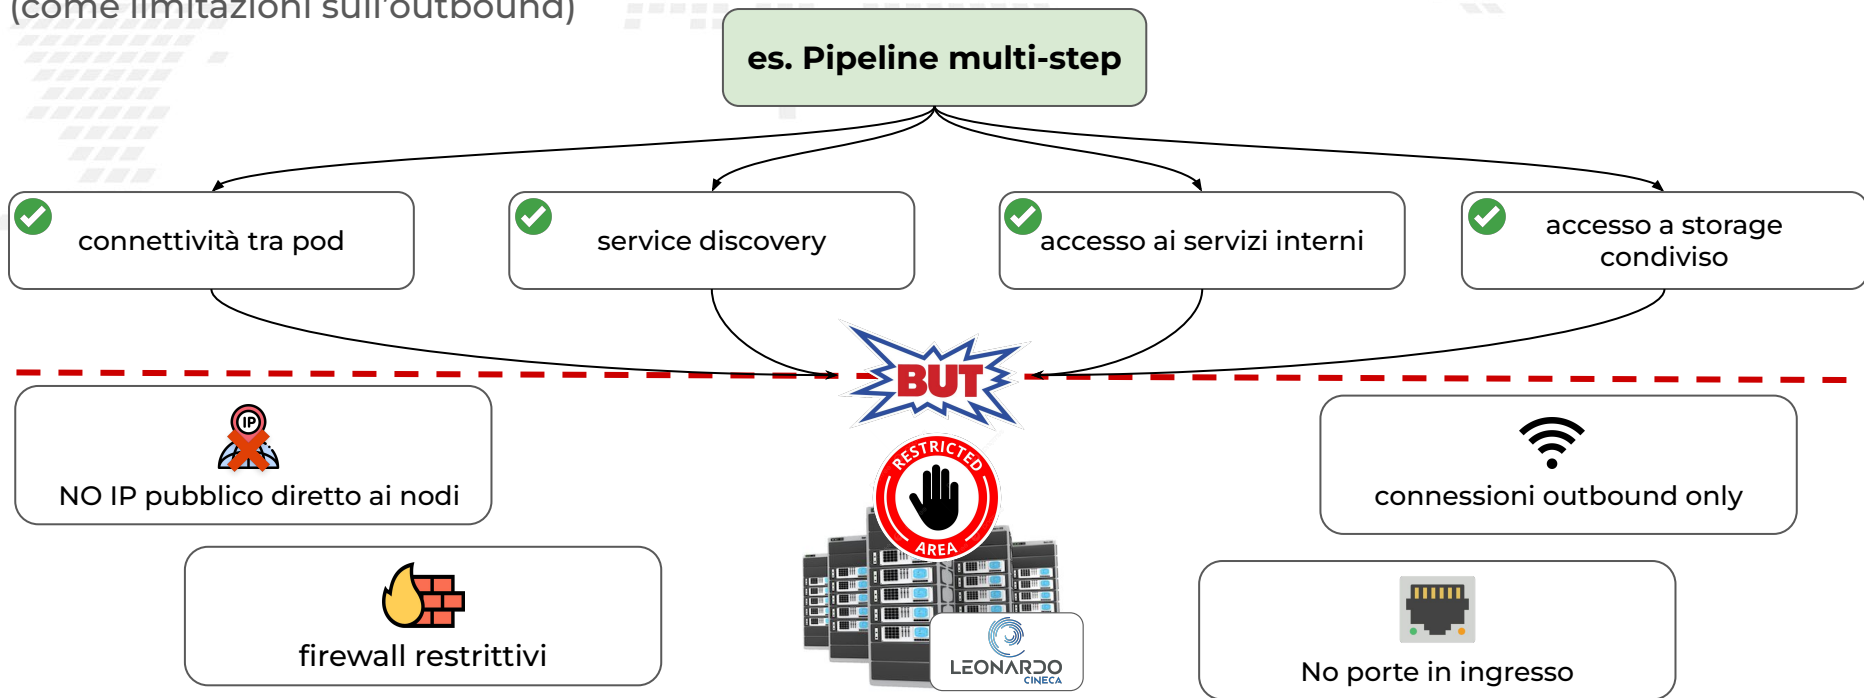 (come limitazioni sull'outbound)
es. Pipeline multi-step
connettività tra pod
service discovery
accesso ai servizi interni
accesso a storage
condiviso
BUT
IP
NO IP pubblico diretto ai nodi
RESTRICTED
AREA
connessioni outbound only
firewall restrittivi
LEONARDO
CINECA
No porte in ingresso